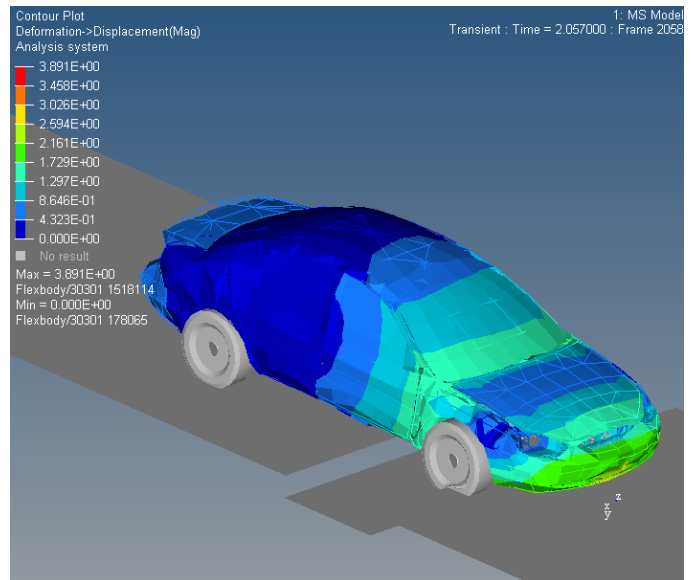 Contour Plot
Deformation->Displacement(Mag)
Analysis system
3.891E+00
3.458E+00
3.026E+00
2.594E+00
2.161E+00
1.729E+00
1.297E+00
8.646E-01
4.323E-01
0.000E+00
No result
Max = 3.891E+00
Flexbody/30301 1518114
Min = 0.000E+00
Flexbody/30301 178065
1: MS Model
Transient : Time = 2.057000 : Frame 2058
z
x
y